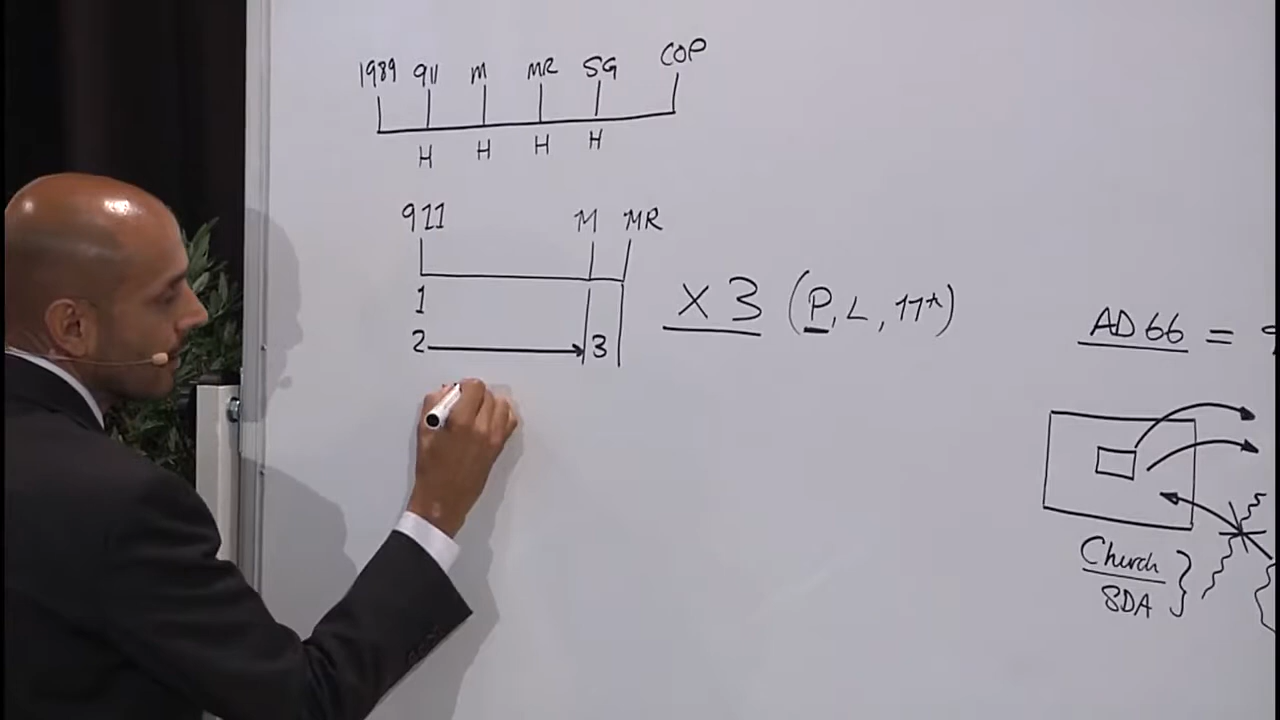 1989 911 M MR SG COP
H H H H
911 M MR
1
2 3
X 3 (P, L, 11th)
AD 66 =
Church
SDA